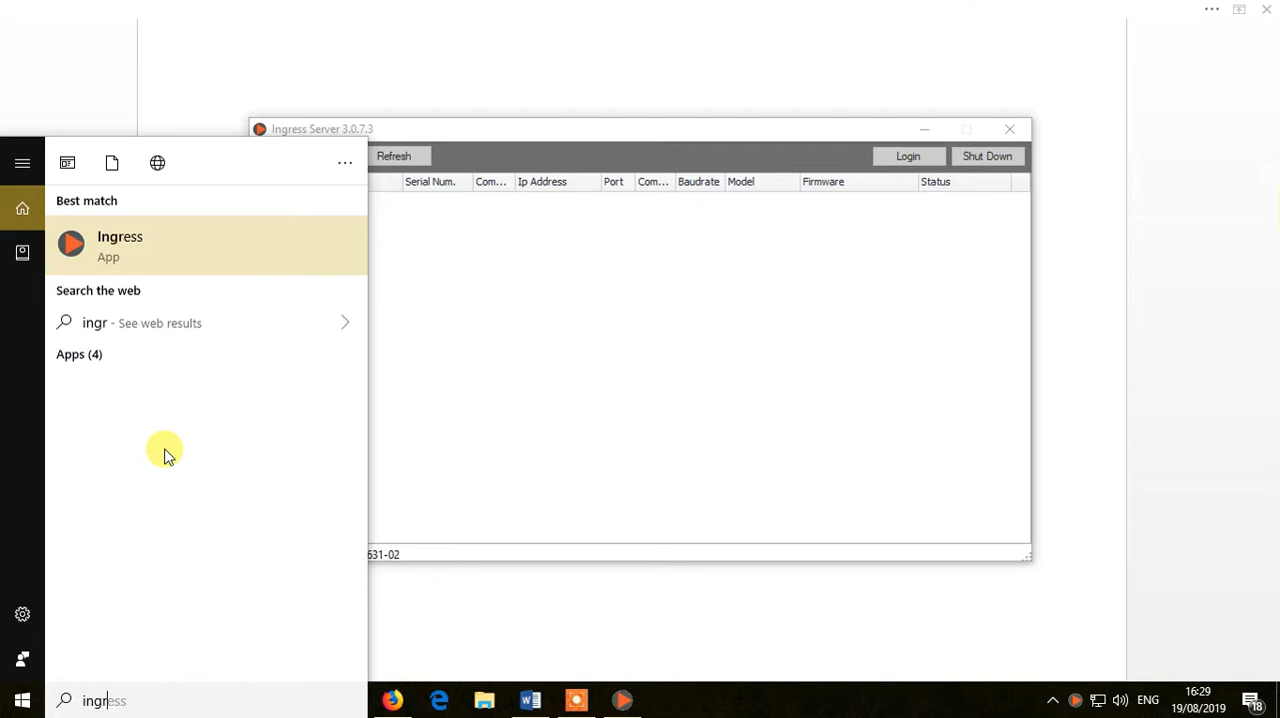 Ingress Server 3.0.7.3
Refresh
Login
Shut Down
Serial Num.
Com...
Ip Address
Port
Com...
Baudrate
Model
Firmware
Status
Best match
Ingress
App
Search the web
ingr - See web results
Apps (4)
631-02
ingress
ENG
16:29
19/08/2019
18